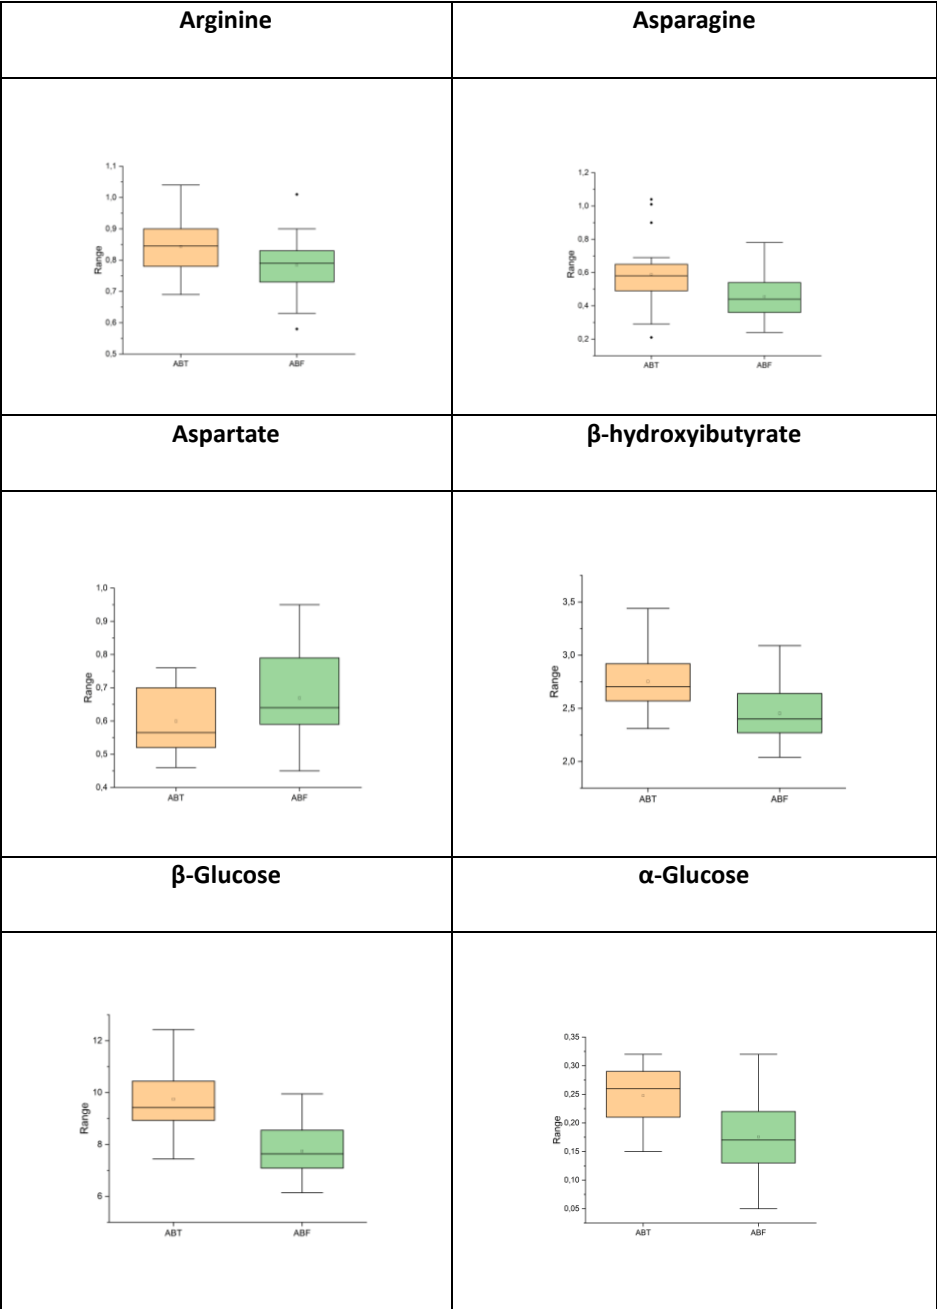 Arginine
Asparagine
1,1
1,0
0,9
0,8
0,7
0,6
0,5
Range
ABT
ABF
1,2
1,0
0,8
0,6
0,4
0,2
Range
ABT
ABF
Aspartate
β-hydroxyibutyrate
1,0
0,9
0,8
0,7
0,6
0,5
0,4
Range
ABT
ABF
3,5
3,0
2,5
2,0
Range
ABT
ABF
β-Glucose
α-Glucose
12
10
8
6
Range
ABT
ABF
0,35
0,30
0,25
0,20
0,15
0,10
0,05
Range
ABT
ABF